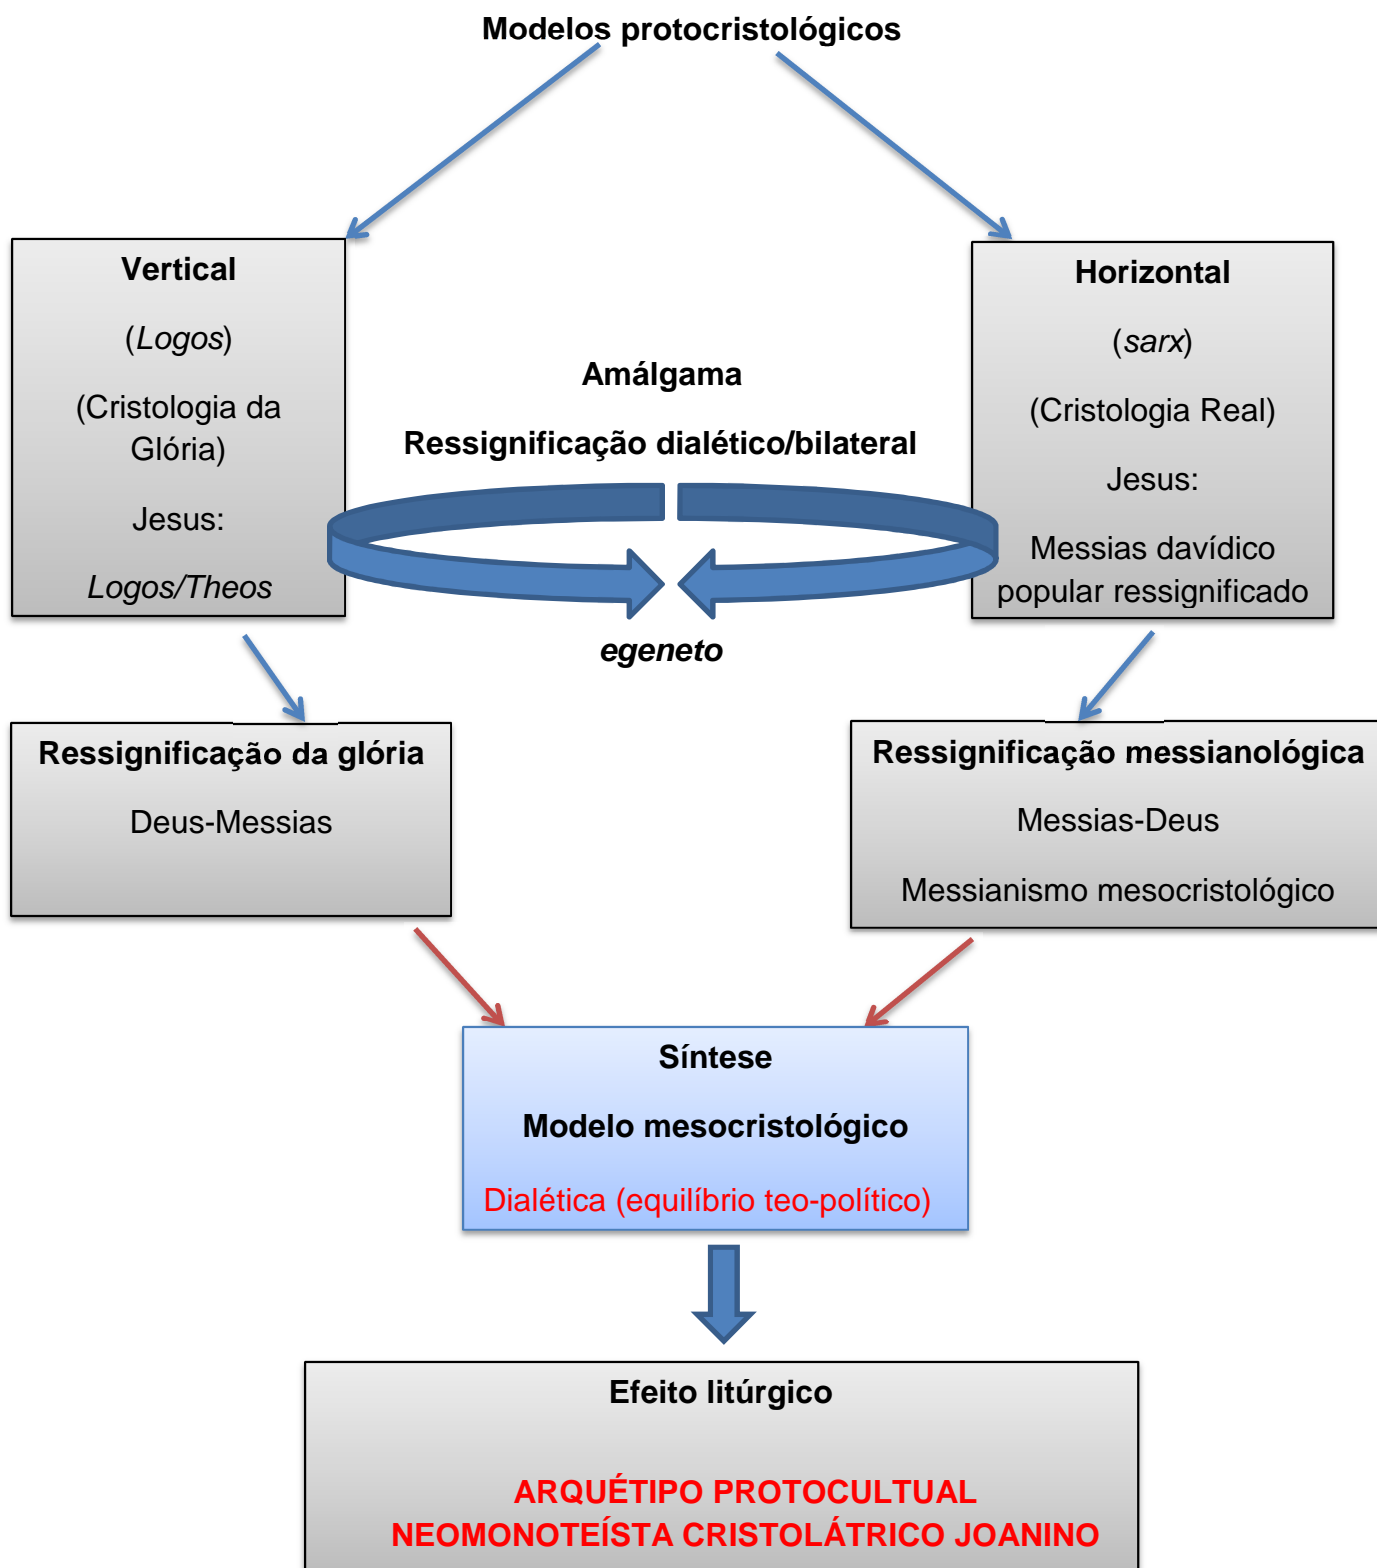 Modelos protocristológicos
Vertical
(Logos)
(Cristologia da
Glória)
Jesus:
Logos/Theos
Amálgama
Ressignificação dialético/bilateral
egeneto
Horizontal
(sarx)
(Cristologia Real)
Jesus:
Messias davídico
popular ressignificado
Ressignificação da glória
Deus-Messias
Ressignificação messianológica
Messias-Deus
Messianismo mesocristológico
Síntese
Modelo mesocristológico
Dialética (equilíbrio teo-político)
Efeito litúrgico
ARQUÉTIPO PROTOCULTUAL
NEOMONOTEÍSTA CRISTOLÁTRICO JOANINO